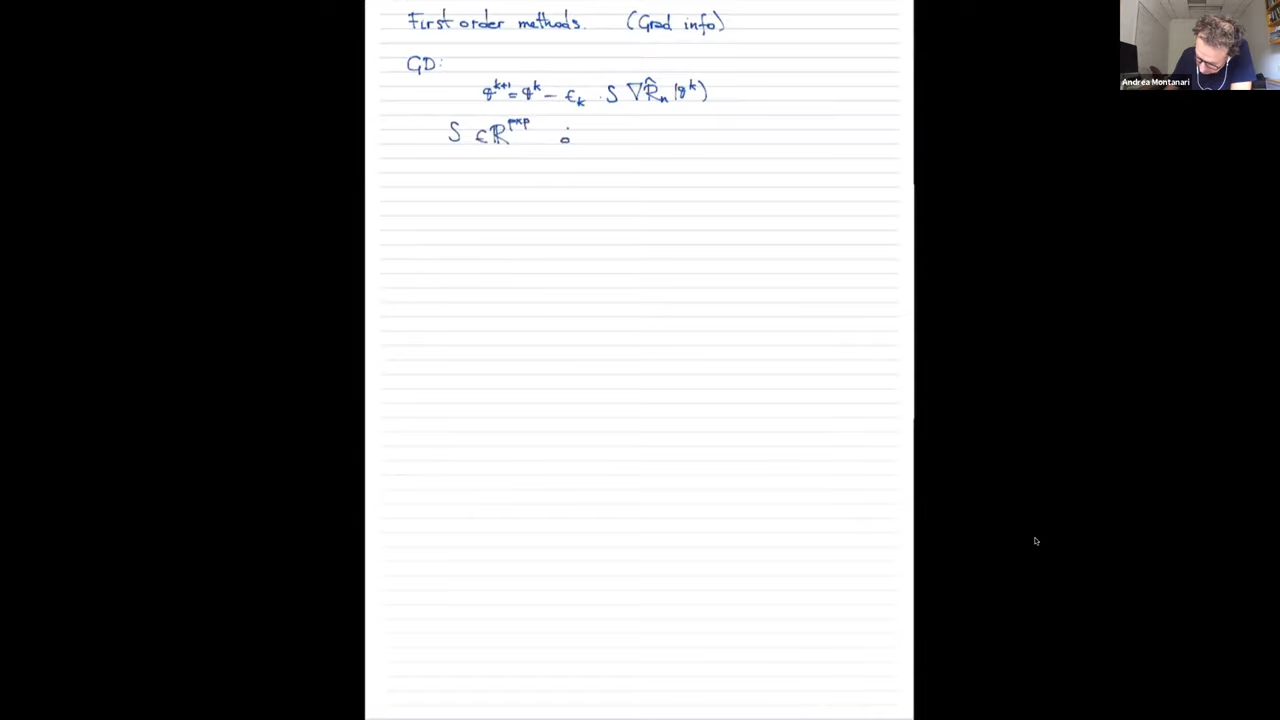 First order methods. (Grad info)
Andrea Montanari
GD:
θ^{k+1} = θ^k - ϵ_k · S ∇R̂_n(θ^k)
S ∈ ℝ^{p×p}